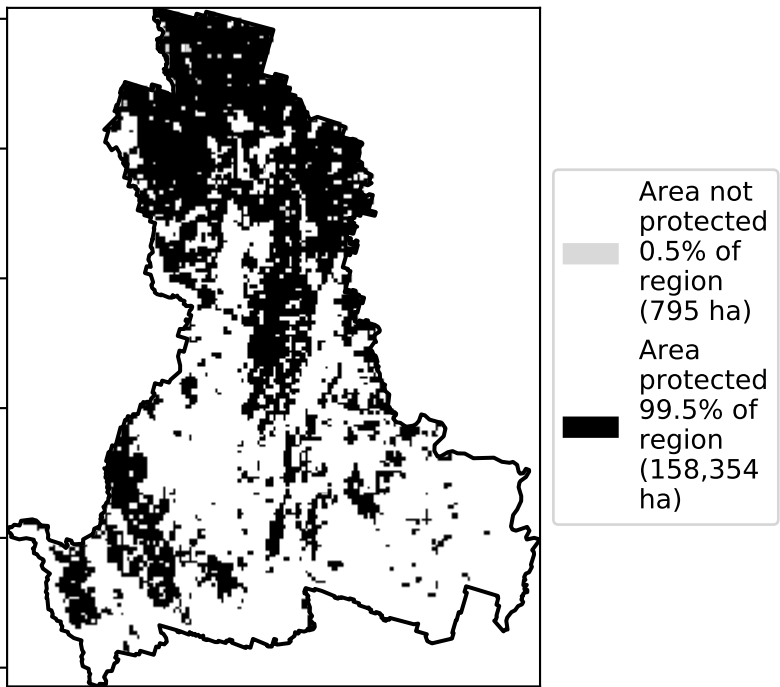 Area not
protected
0.5% of
region
(795 ha)
Area
protected
99.5% of
region
(158,354
ha)